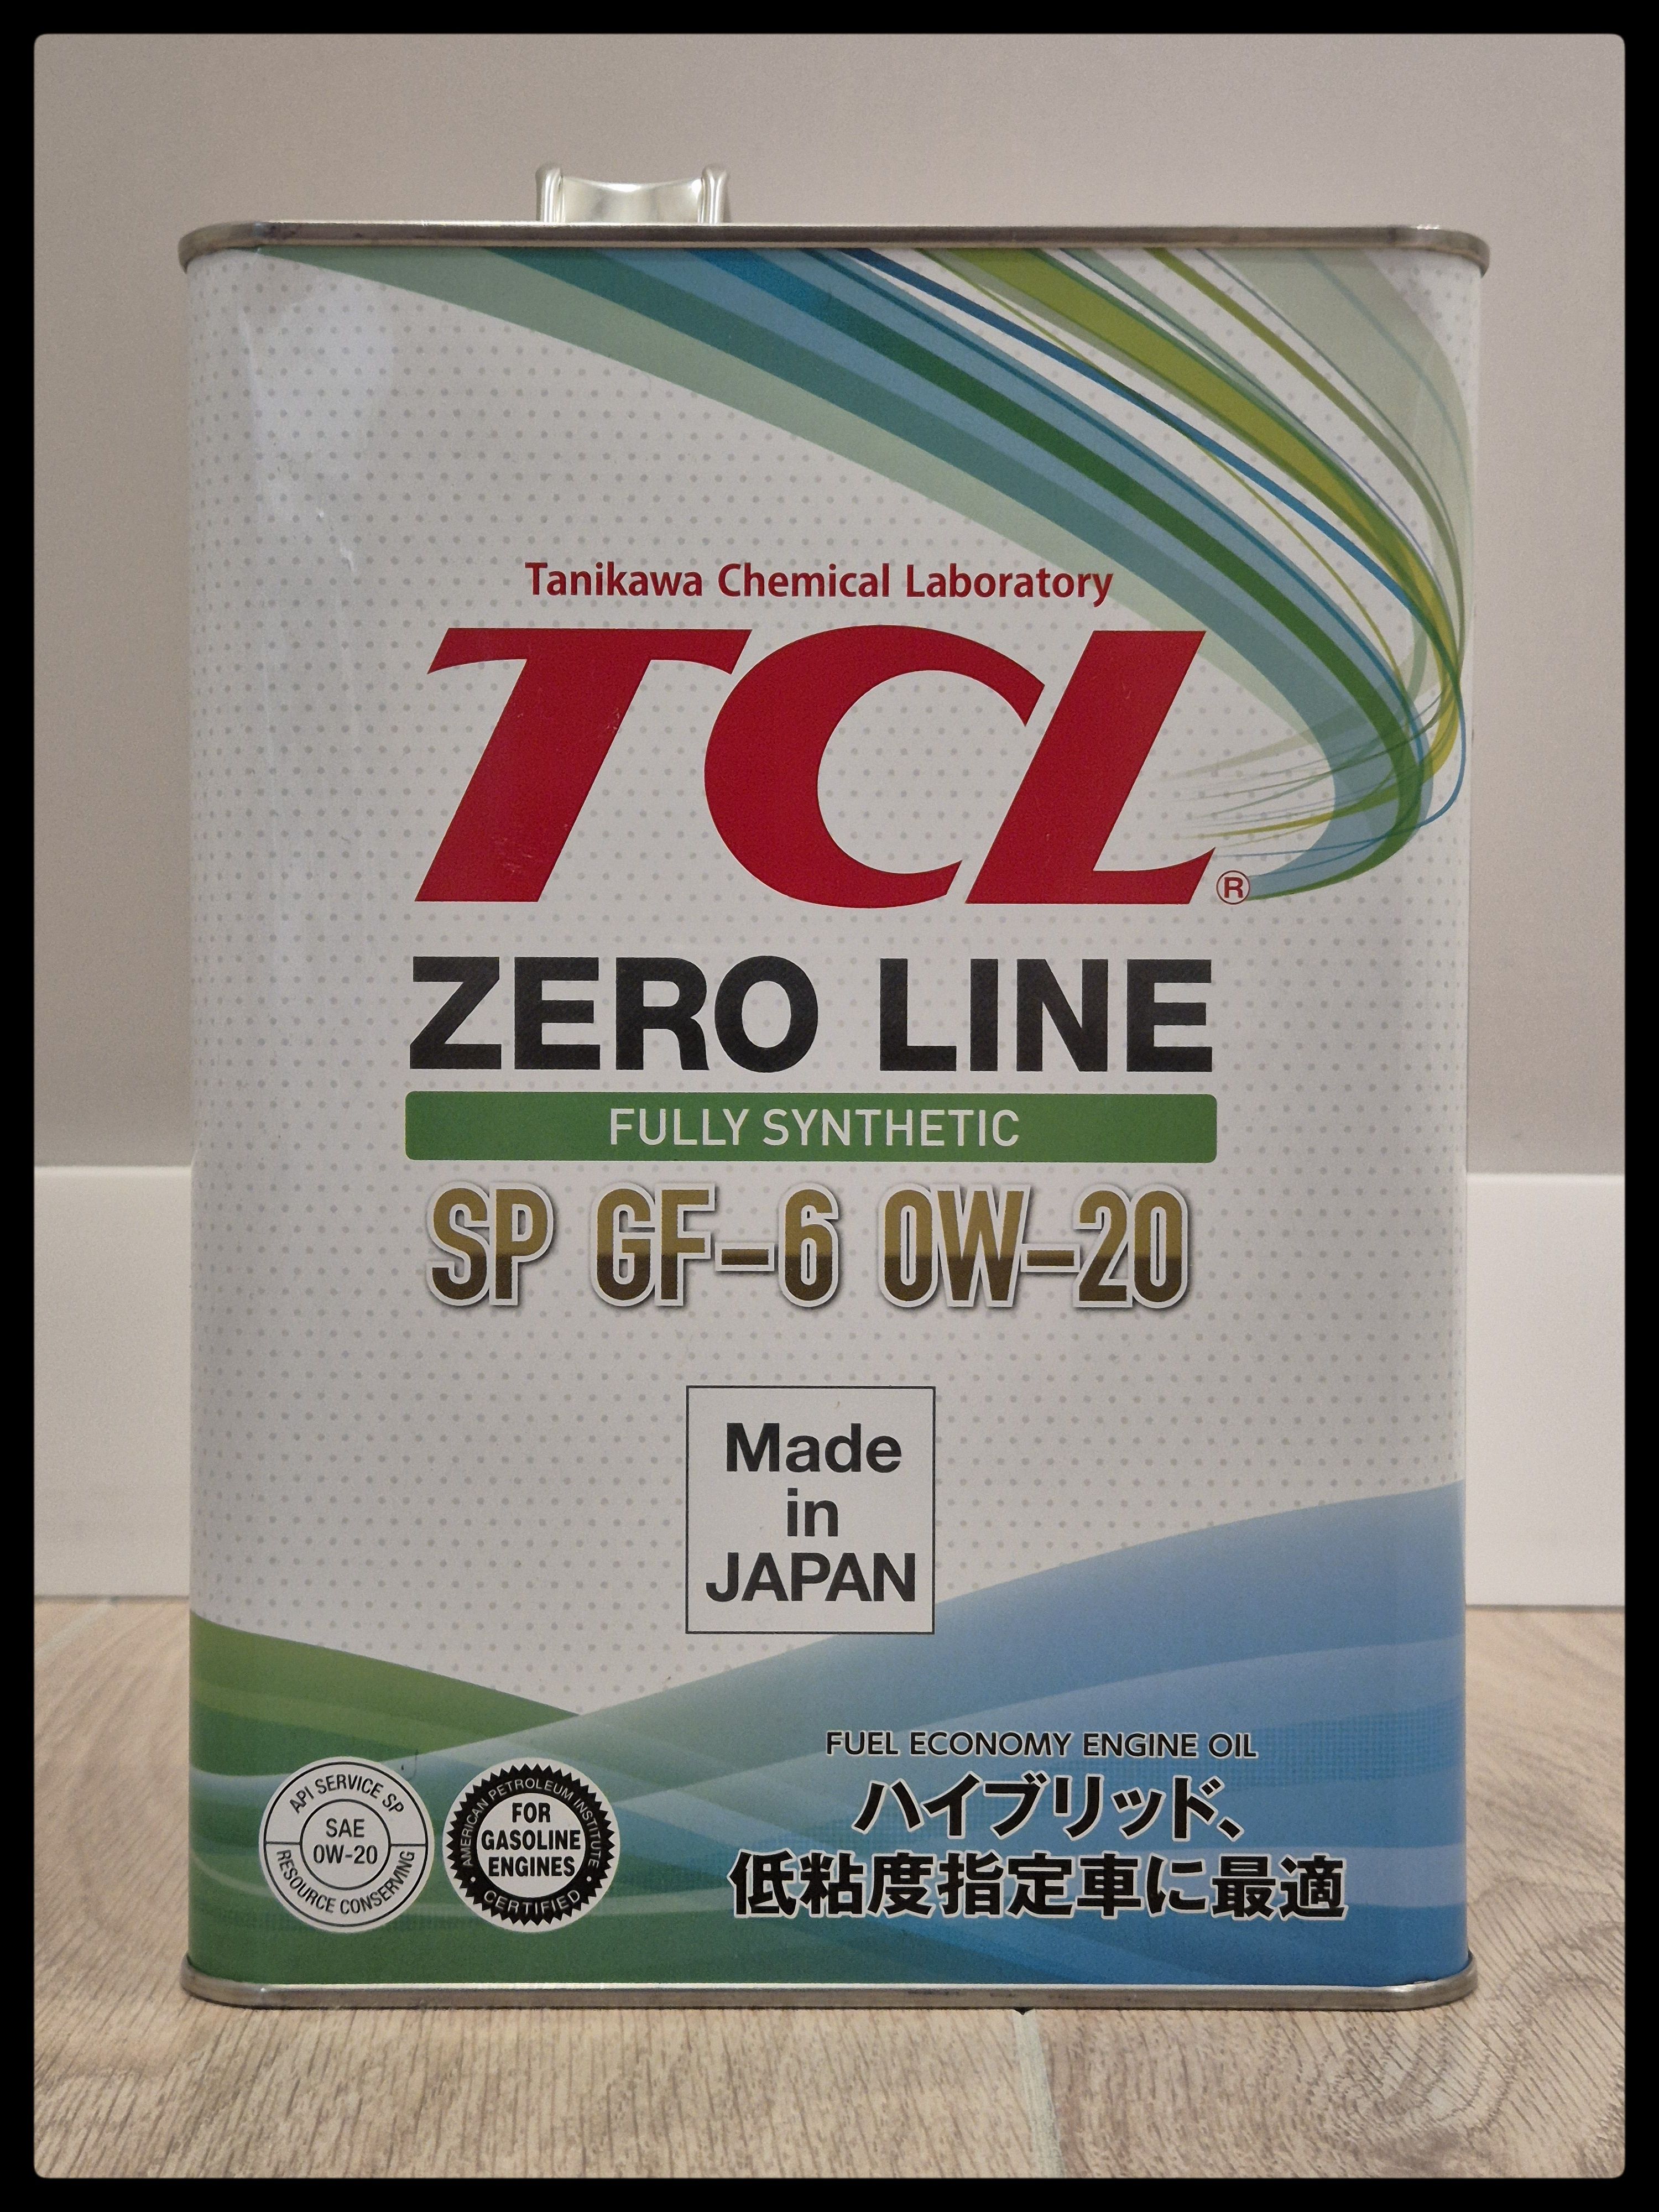 Tanikawa Chemical Laboratory
TCL®
ZERO LINE
FULLY SYNTHETIC
SP GF-6 0W-20
Made
in
JAPAN
FUEL ECONOMY ENGINE OIL
ハイブリッド、
低粘度指定車に最適
API SERVICE SP
SAE
0W-20
RESOURCE CONSERVING
AMERICAN PETROLEUM INSTITUTE
FOR
GASOLINE
ENGINES
CERTIFIED